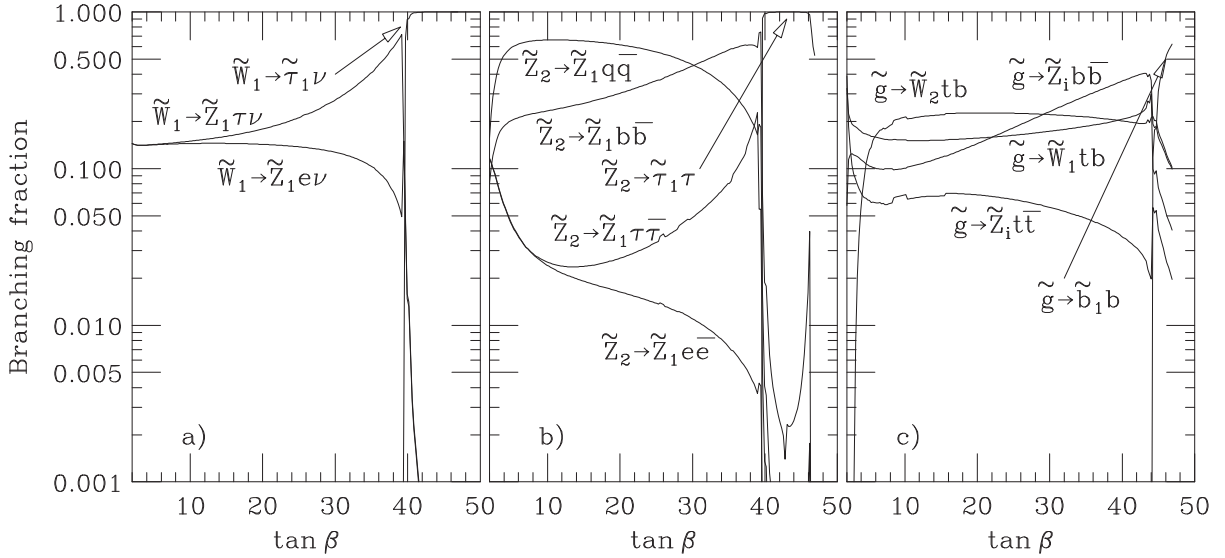 Branching fraction
1.000
0.500
0.100
0.050
0.010
0.005
0.001
W̃₁→τ̃₁ν
W̃₁→Z̃₁τν
W̃₁→Z̃₁eν
a)
0 10 20 30 40
tan β
Z̃₂→Z̃₁qq̅
Z̃₂→Z̃₁bb̅
Z̃₂→τ̃₁τ
Z̃₂→Z̃₁ττ̅
Z̃₂→Z̃₁ee̅
b)
50 10 20 30 40
tan β
g̃→W̃₂tb
g̃→Z̃ᵢbb̅
g̃→W̃₁tb
g̃→Z̃ᵢtt̅
g̃→b̃₁b
c)
50 10 20 30 40 50
tan β